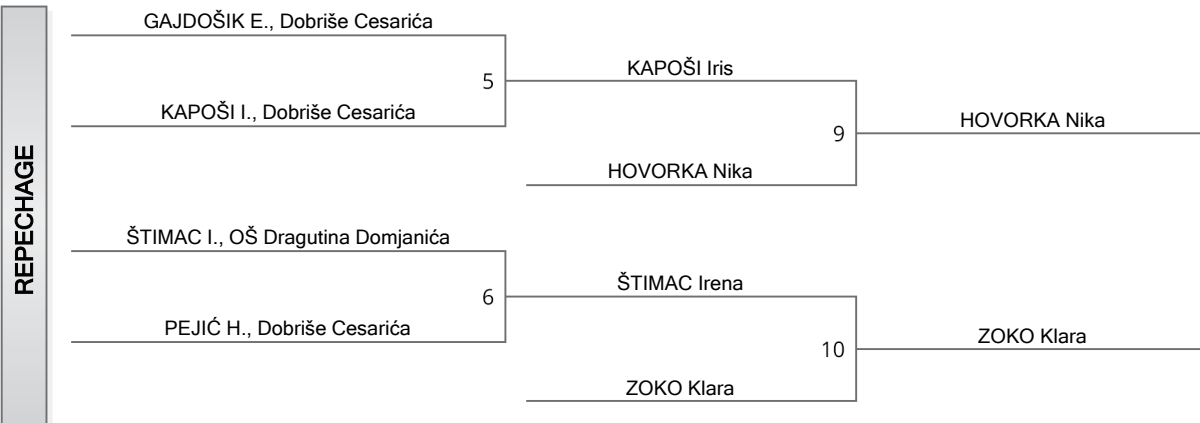 REPECHAGE
GAJDOŠIK E., Dobriše Cesarića
5
KAPOŠI I., Dobriše Cesarića
KAPOŠI Iris
9
HOVORKA Nika
HOVORKA Nika
ŠTIMAC I., OŠ Dragutina Domjanića
6
PEJIĆ H., Dobriše Cesarića
ŠTIMAC Irena
10
ZOKO Klara
ZOKO Klara